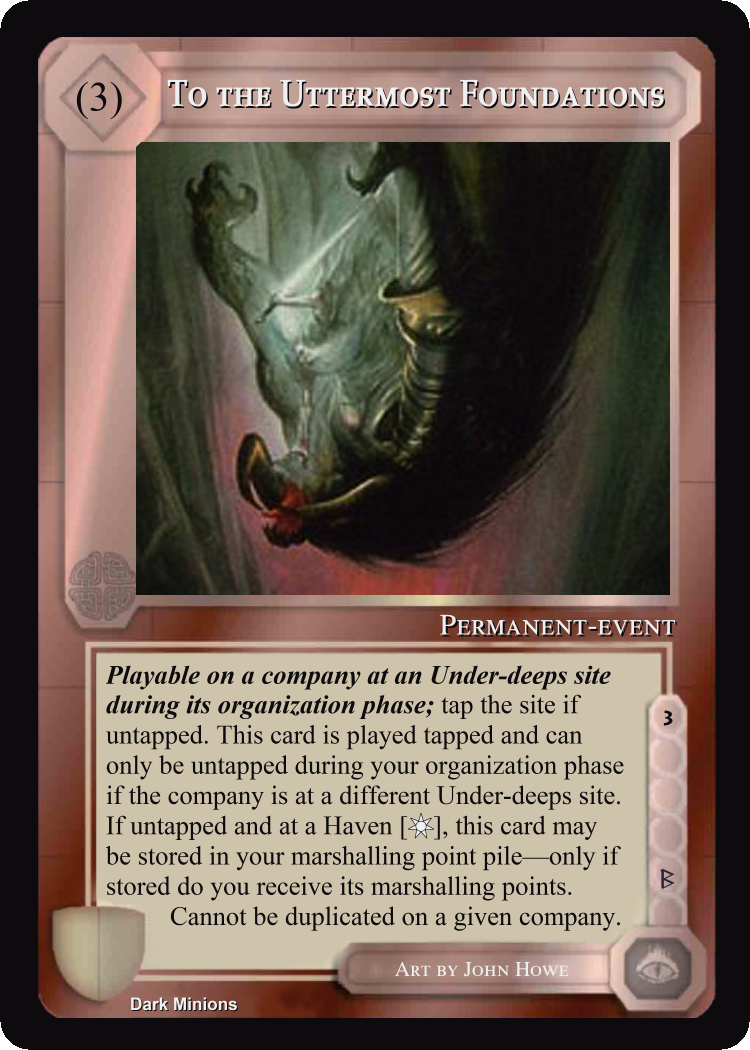 (3)
To the Uttermost Foundations
Permanent-event
Playable on a company at an Under-deeps site
during its organization phase; tap the site if
untapped. This card is played tapped and can
only be untapped during your organization phase
if the company is at a different Under-deeps site.
If untapped and at a Haven [], this card may
be stored in your marshalling point pile—only if
stored do you receive its marshalling points.
Cannot be duplicated on a given company.
3
ᛒ
Art by John Howe
Dark Minions